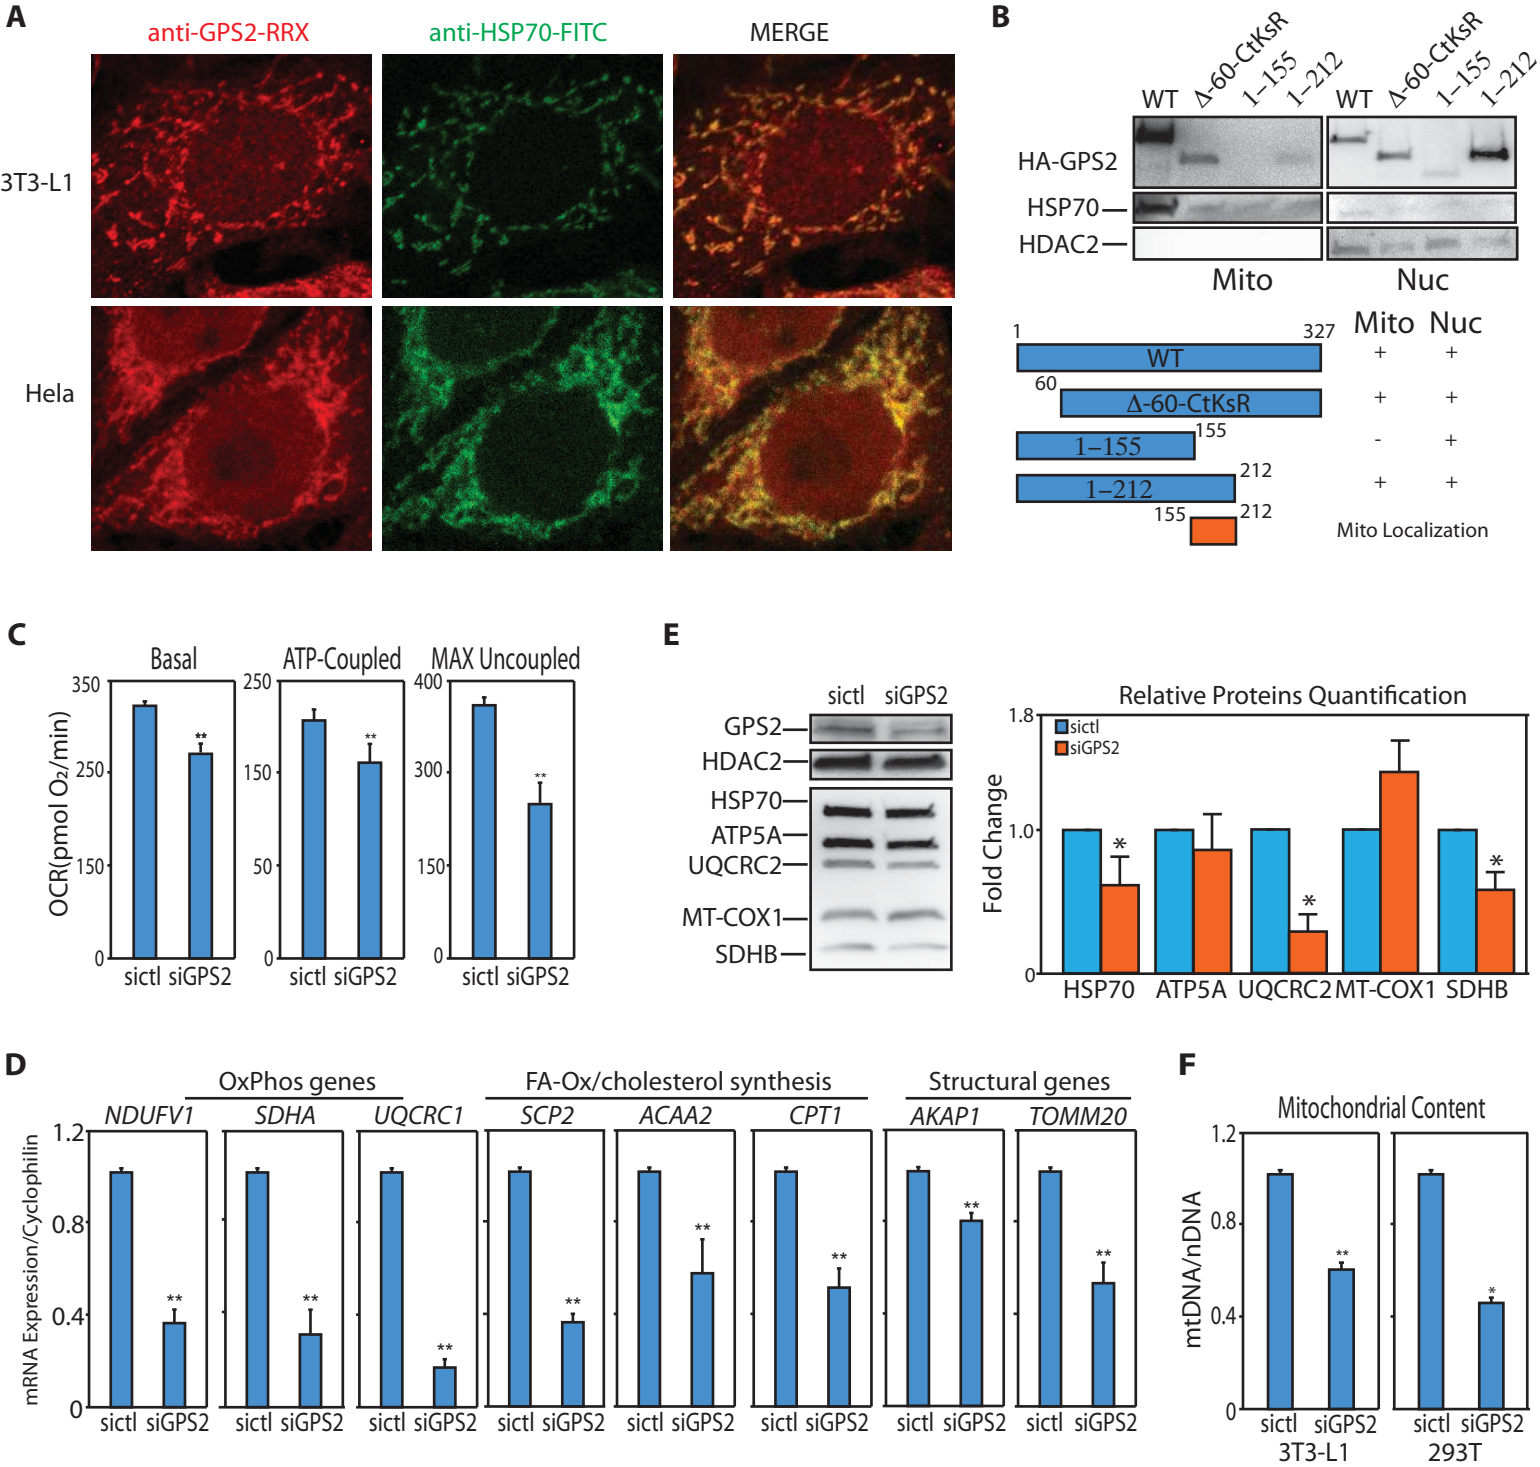 A
anti-GPS2-RRX
anti-HSP70-FITC
MERGE
3T3-L1
Hela
B
WT
Δ-60-CtKsR
1–155
1–212
WT
Δ-60-CtKsR
1–155
1–212
HA-GPS2
HSP70
HDAC2
Mito
Nuc
Mito Nuc
1
327
WT
+ +
60
Δ-60-CtKsR
+ +
155
1–155
- +
212
1–212
+ +
155
212
Mito Localization
C
Basal
ATP-Coupled
MAX Uncoupled
OCR(pmol O₂/min)
350
250
150
0
**
sictl siGPS2
250
150
50
0
**
sictl siGPS2
400
300
150
0
**
sictl siGPS2
E
sictl siGPS2
GPS2
HDAC2
HSP70
ATP5A
UQCRC2
MT-COX1
SDHB
Relative Proteins Quantification
Fold Change
1.8
1.0
0
sictl
siGPS2
*
*
*
HSP70 ATP5A UQCRC2 MT-COX1 SDHB
D
OxPhos genes
FA-Ox/cholesterol synthesis
Structural genes
NDUFV1
SDHA
UQCRC1
SCP2
ACAA2
CPT1
AKAP1
TOMM20
mRNA Expression/Cyclophilin
1.2
0.8
0.4
0
**
**
**
**
**
**
**
**
sictl siGPS2
sictl siGPS2
sictl siGPS2
sictl siGPS2
sictl siGPS2
sictl siGPS2
sictl siGPS2
sictl siGPS2
F
Mitochondrial Content
mtDNA/nDNA
1.2
0.8
0.4
0
**
*
sictl siGPS2
sictl siGPS2
3T3-L1
293T